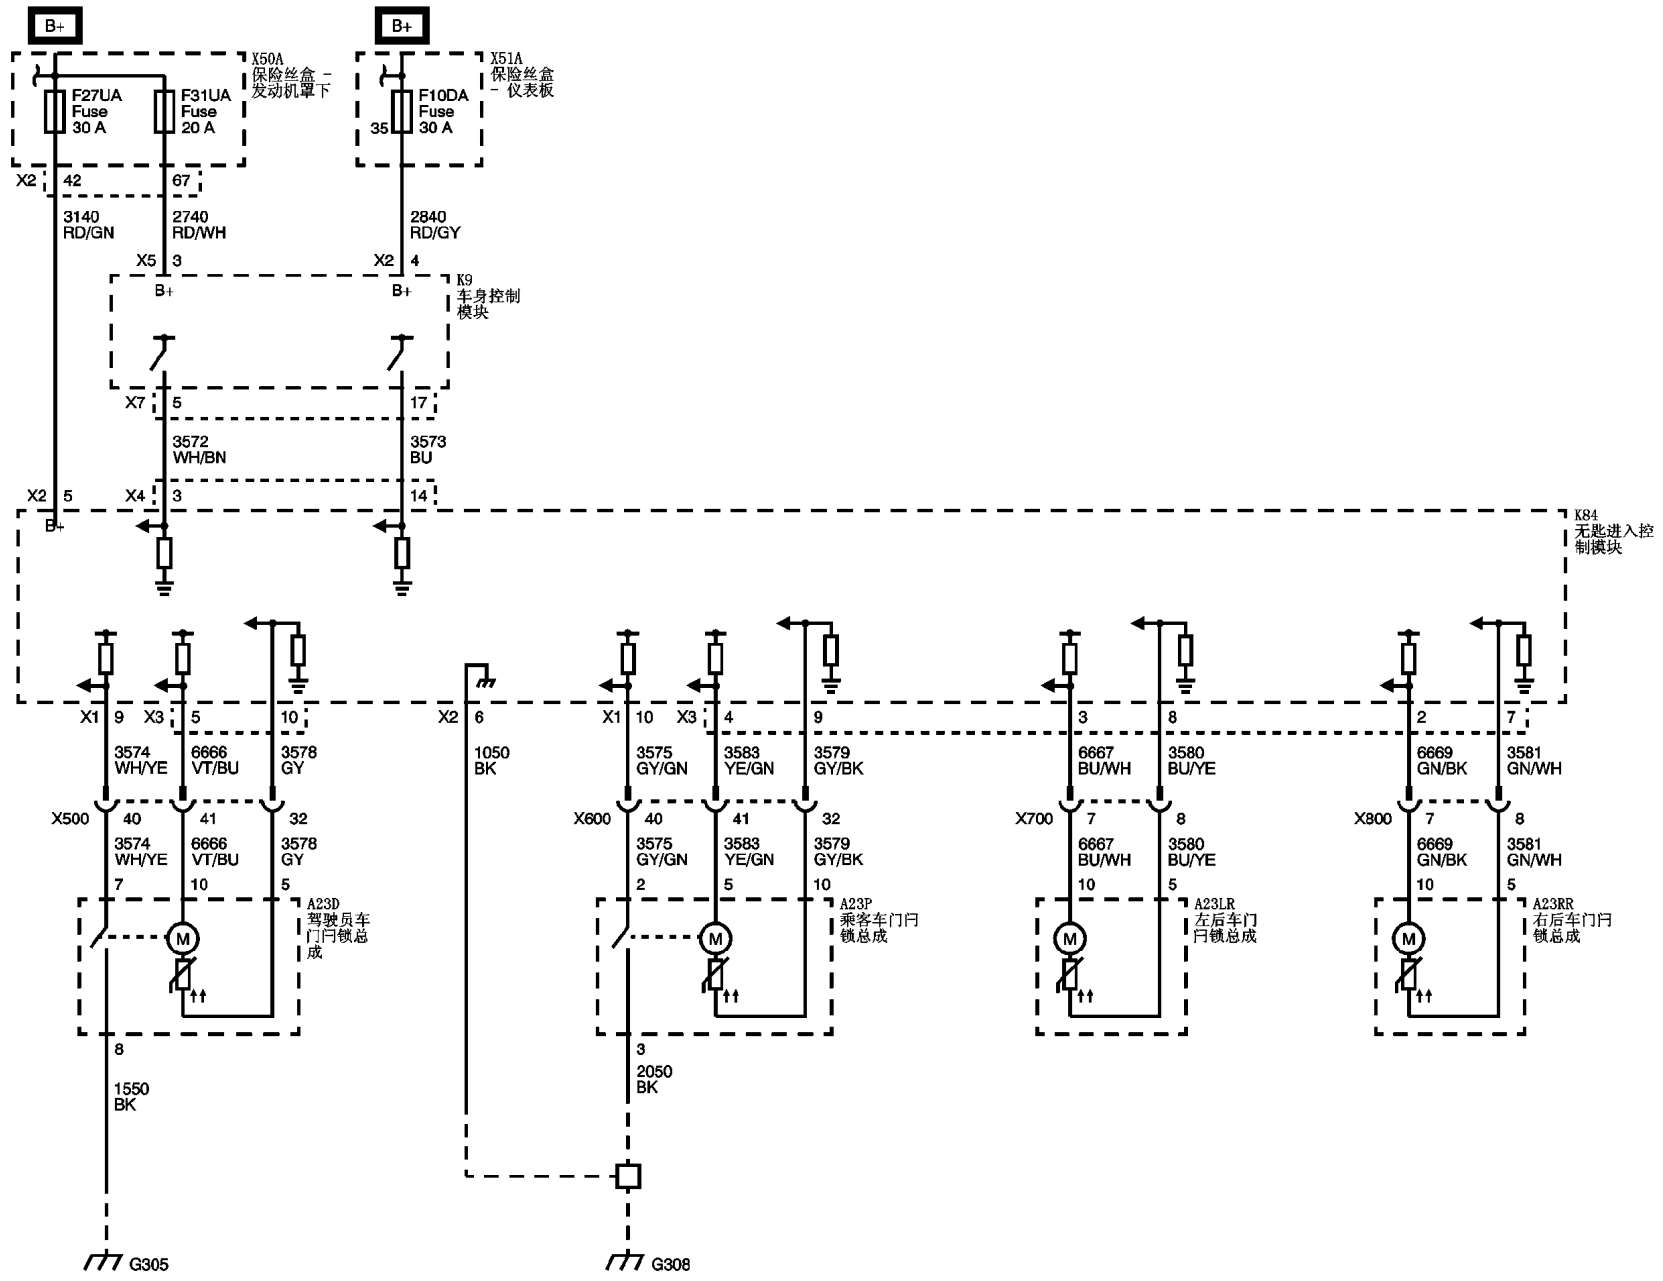 B+
B+
X50A
保险丝盒 -
发动机罩下
X51A
保险丝盒
- 仪表板
F27UA
Fuse
30 A
F31UA
Fuse
20 A
35
F10DA
Fuse
30 A
X2 42 67
3140
RD/GN
2740
RD/WH
2840
RD/GY
X5 3
X2 4
B+
B+
K9
车身控制
模块
X7 5 17
3572
WH/BN
3573
BU
X2 5
X4 3 14
B+
K84
无匙进入控
制模块
X1 9 X3 5 10 X2 6 X1 10 X3 4 9 3 8 2 7
3574
WH/YE
6666
VT/BU
3578
GY
1050
BK
3575
GY/GN
3583
YE/GN
3579
GY/BK
6667
BU/WH
3580
BU/YE
6669
GN/BK
3581
GN/WH
X500 40 41 32 X600 40 41 32 X700 7 8 X800 7 8
3574
WH/YE
6666
VT/BU
3578
GY
3575
GY/GN
3583
YE/GN
3579
GY/BK
6667
BU/WH
3580
BU/YE
6669
GN/BK
3581
GN/WH
7 10 5 2 5 10 10 5 10 5
A23D
驾驶员车
门闩锁总
成
A23P
乘客车门闩
锁总成
A23LR
左后车门
闩锁总成
A23RR
右后车门闩
锁总成
M
M
M
M
8
1550
BK
3
2050
BK
G305
G308